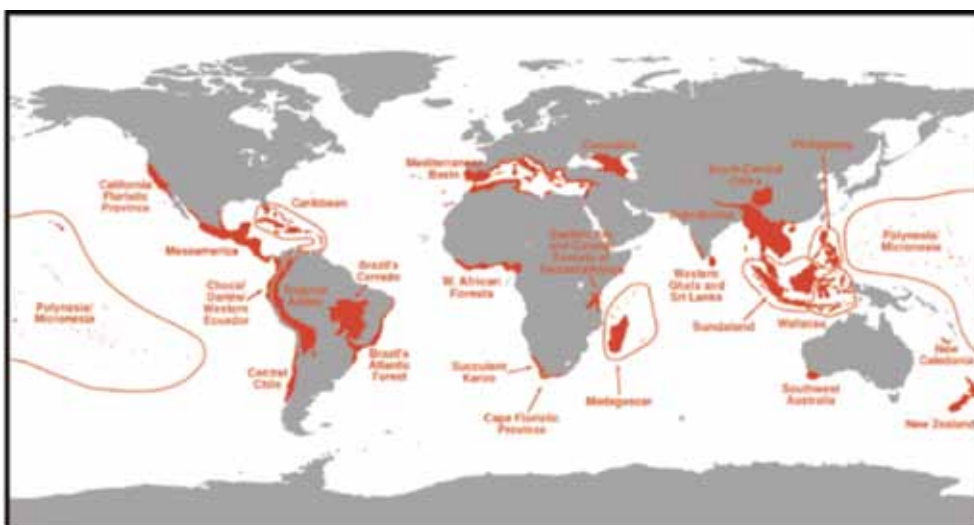 Philippines
Caucasus
Mediterranean
Basin
South-Central
China
California
Floristic
Province
Caribbean
Mesoamerica
Polynesia/
Micronesia
Brazil's
Cerrado
W. African
Forests
Western
Ghats and
Sri Lanka
Polynesia/
Micronesia
Chocó/
Darién
Western
Ecuador
Tropical
Andes
Sundaland
Wallacea
New
Caledonia
Central
Chile
Brazil's
Atlantic
Forest
Succulent
Karoo
Madagascar
Southwest
Australia
Cape Floristic
Province
New Zealand